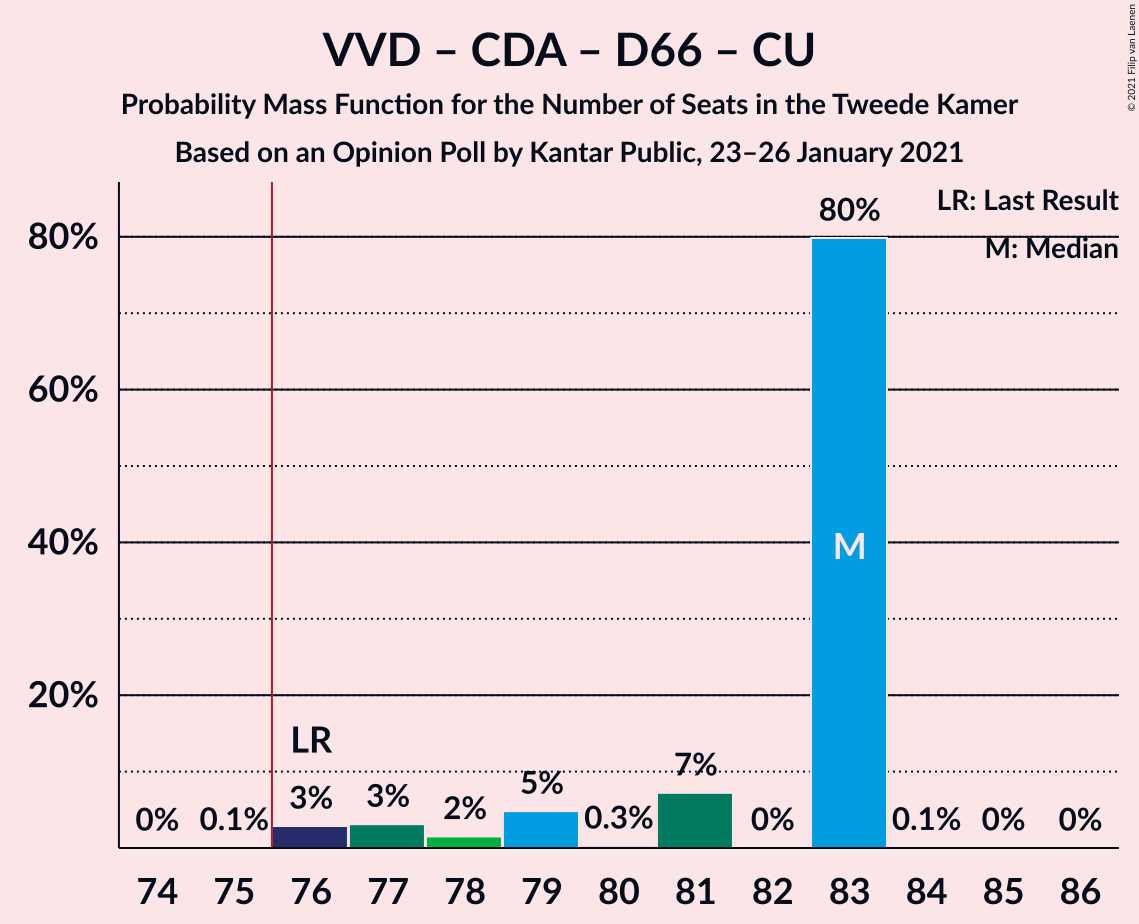 VVD – CDA – D66 – CU
Probability Mass Function for the Number of Seats in the Tweede Kamer
Based on an Opinion Poll by Kantar Public, 23–26 January 2021
© 2021 Filip van Laenen
LR: Last Result
M: Median
80%
60%
40%
20%
LR
0%
0.1%
3%
3%
2%
5%
0.3%
7%
0%
80%
M
0.1%
0%
0%
74 75 76 77 78 79 80 81 82 83 84 85 86